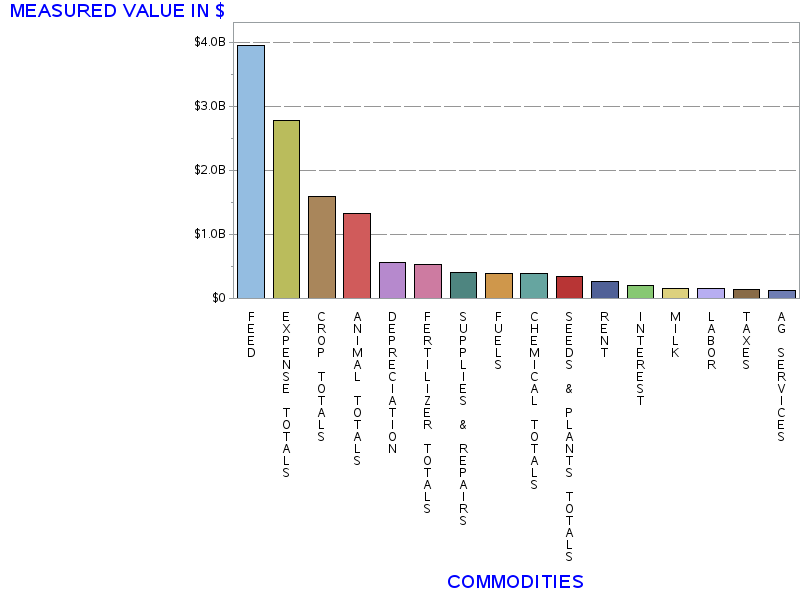 MEASURED VALUE IN $
$4.0B
$3.0B
$2.0B
$1.0B
$0
FEED
EXPENSE TOTALS
CROP TOTALS
ANIMAL TOTALS
DEPRECIATION
FERTILIZER TOTALS
SUPPLIES & REPAIRS
FUELS
CHEMICAL TOTALS
SEEDS & PLANTS TOTALS
RENT
INTEREST
MILK
LABOR
TAXES
AG SERVICES
COMMODITIES